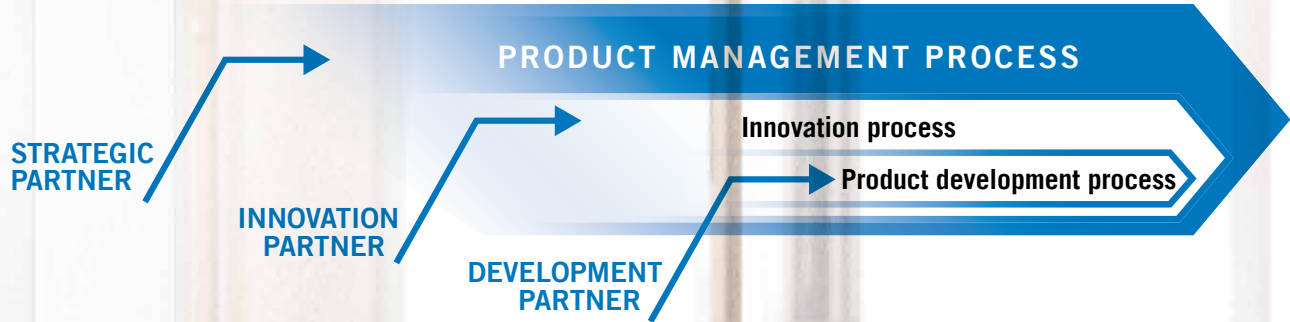 PRODUCT MANAGEMENT PROCESS
Innovation process
STRATEGIC
PARTNER
Product development process
INNOVATION
PARTNER
DEVELOPMENT
PARTNER